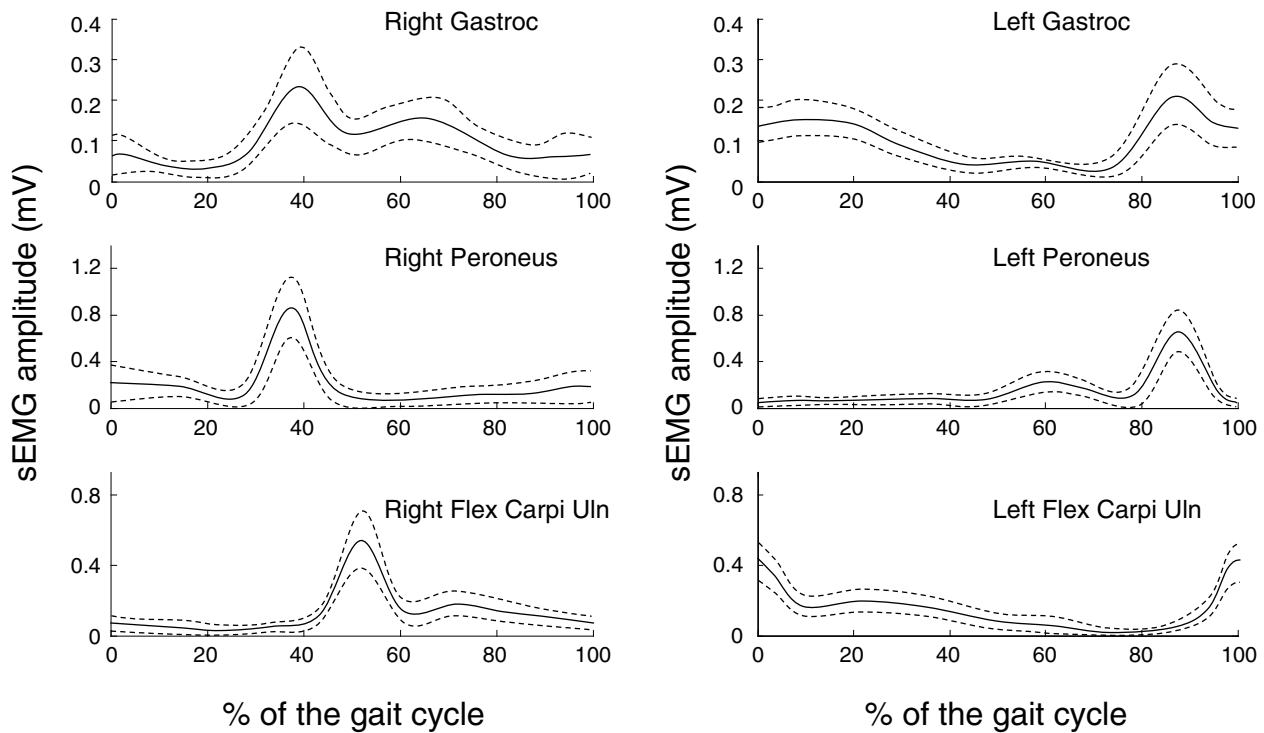 Right Gastroc
0.4
0.3
0.2
0.1
0
0 20 40 60 80 100
Left Gastroc
0.4
0.3
0.2
0.1
0
0 20 40 60 80 100
Right Peroneus
1.2
0.8
0.4
0
0 20 40 60 80 100
Left Peroneus
1.2
0.8
0.4
0
0 20 40 60 80 100
Right Flex Carpi Uln
0.8
0.4
0
0 20 40 60 80 100
Left Flex Carpi Uln
0.8
0.4
0
0 20 40 60 80 100
sEMG amplitude (mV)
sEMG amplitude (mV)
% of the gait cycle
% of the gait cycle